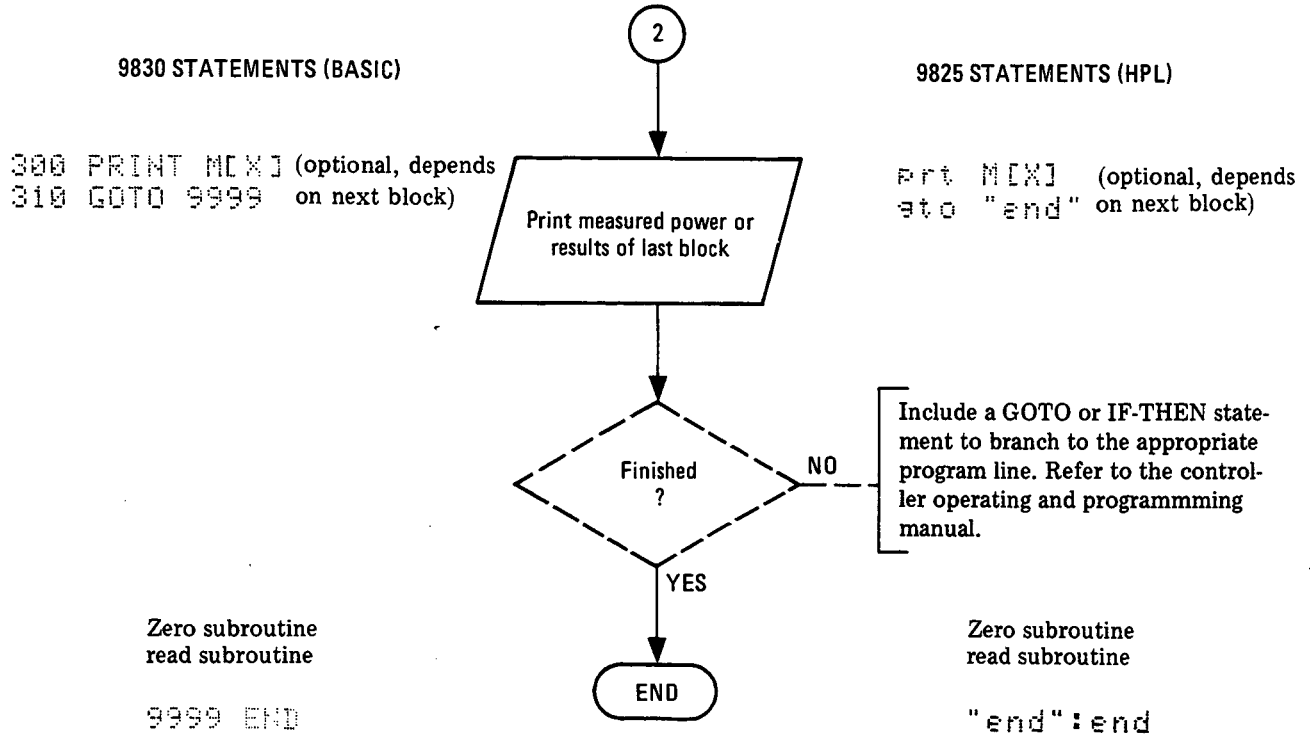 2
9830 STATEMENTS (BASIC)
9825 STATEMENTS (HPL)
300 PRINT M[X] (optional, depends
310 GOTO 9999 on next block)
Print measured power or
results of last block
prt M[X] (optional, depends
gto "end" on next block)
Finished
?
NO
Include a GOTO or IF-THEN state-
ment to branch to the appropriate
program line. Refer to the control-
ler operating and programmming
manual.
YES
Zero subroutine
read subroutine
Zero subroutine
read subroutine
END
9999 END
"end":end